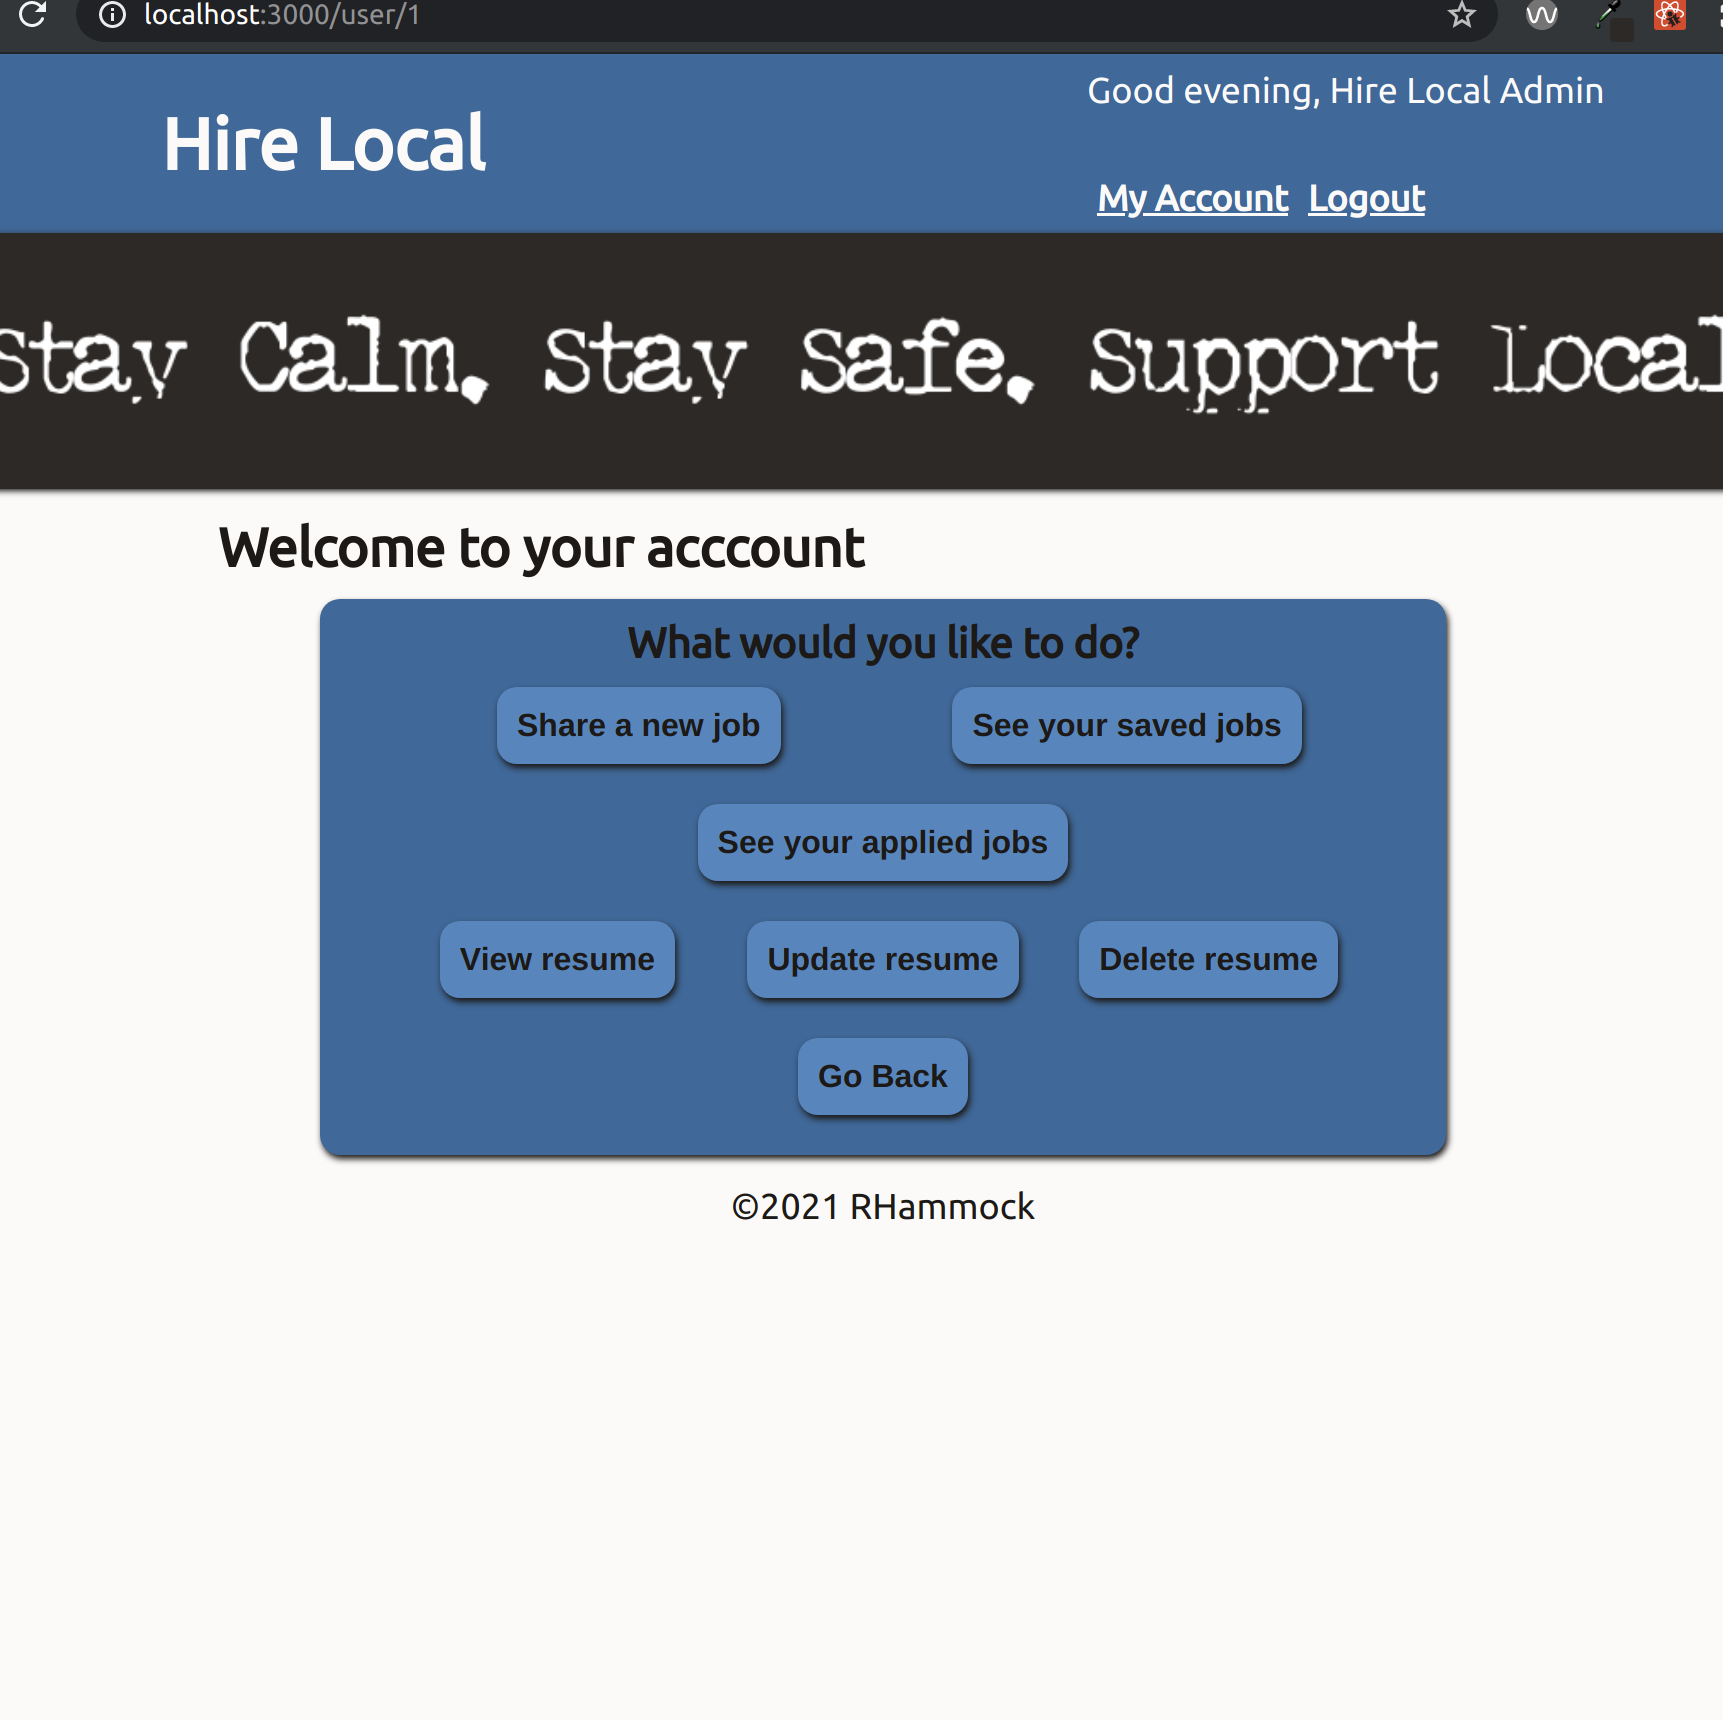 localhost:3000/user/1
Good evening, Hire Local Admin
Hire Local
My Account Logout
Stay Calm. Stay Safe. Support Local
Welcome to your acccount
What would you like to do?
Share a new job See your saved jobs
See your applied jobs
View resume Update resume Delete resume
Go Back
©2021 RHammock